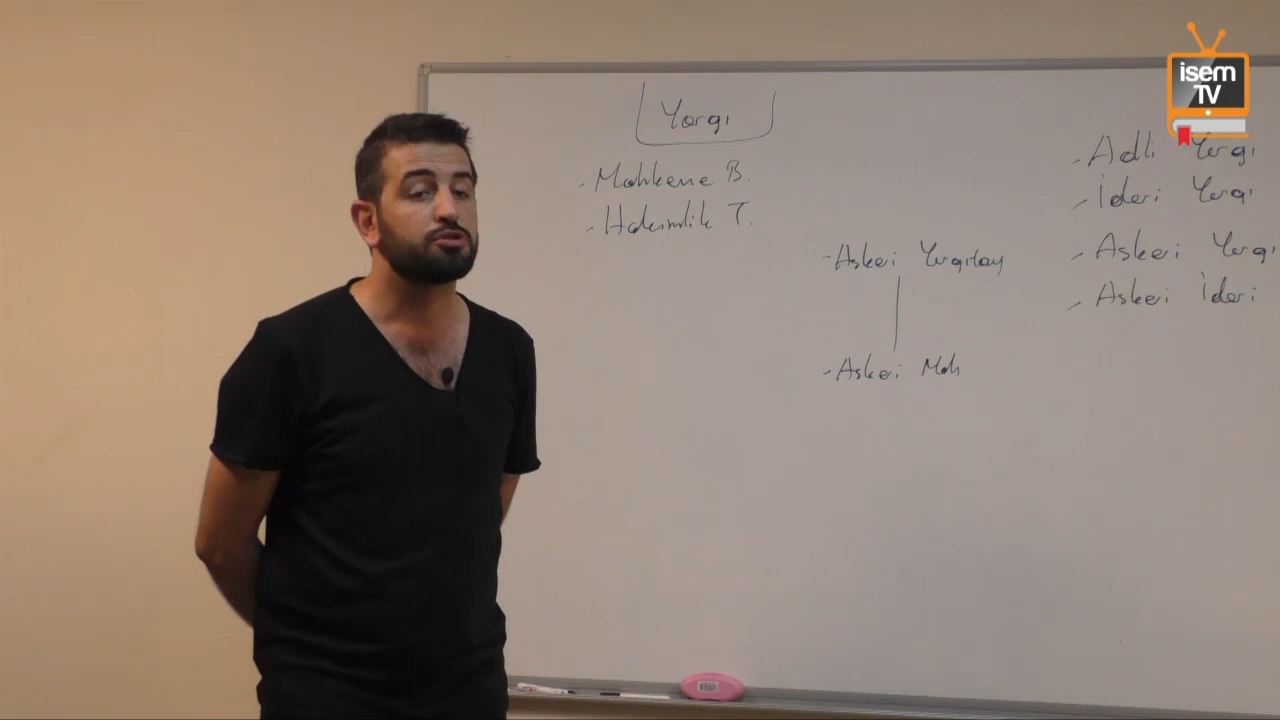 isem
TV
Yargı
- Mahkeme B.
- Hakimlik T.
- Askeri Yargıtay
- Askeri Mah
- Adli Yargı
- İdari Yargı
- Askeri Yargı
- Askeri İdari